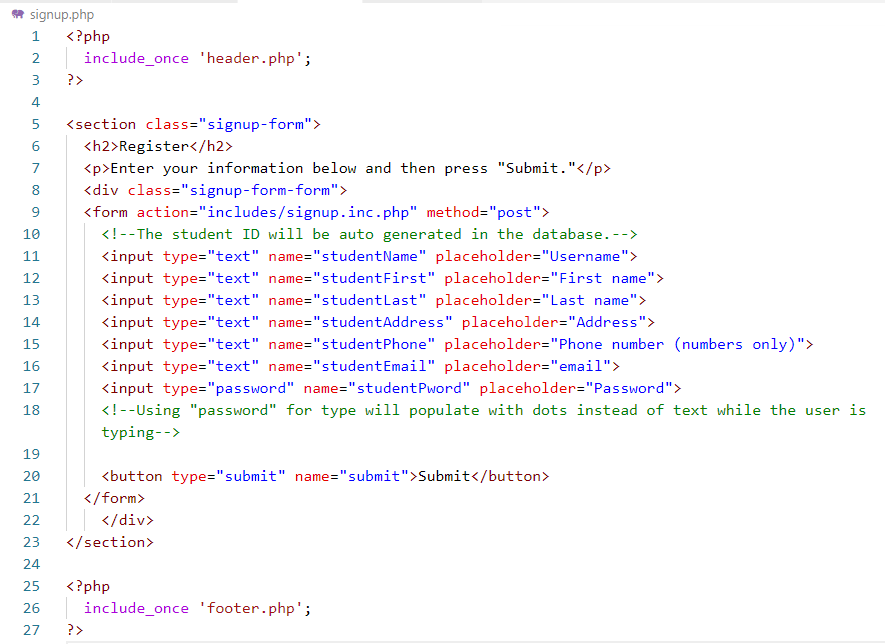 signup.php
1 <?php
2 include_once 'header.php';
3 ?>
4
5 <section class="signup-form">
6 <h2>Register</h2>
7 <p>Enter your information below and then press "Submit."</p>
8 <div class="signup-form-form">
9 <form action="includes/signup.inc.php" method="post">
10 <!--The student ID will be auto generated in the database.-->
11 <input type="text" name="studentName" placeholder="Username">
12 <input type="text" name="studentFirst" placeholder="First name">
13 <input type="text" name="studentLast" placeholder="Last name">
14 <input type="text" name="studentAddress" placeholder="Address">
15 <input type="text" name="studentPhone" placeholder="Phone number (numbers only)">
16 <input type="text" name="studentEmail" placeholder="email">
17 <input type="password" name="studentPword" placeholder="Password">
18 <!--Using "password" for type will populate with dots instead of text while the user is
typing-->
19
20 <button type="submit" name="submit">Submit</button>
21 </form>
22 </div>
23 </section>
24
25 <?php
26 include_once 'footer.php';
27 ?>